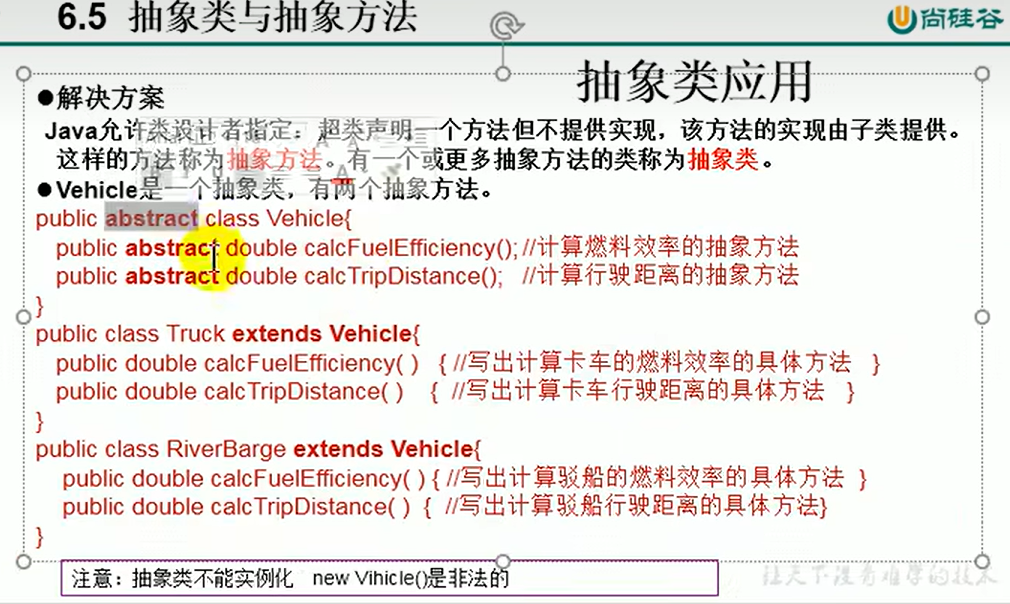 6.5 抽象类与抽象方法
尚硅谷
抽象类应用
●解决方案
Java允许类设计者指定：超类声明一个方法但不提供实现，该方法的实现由子类提供。
这样的方法称为抽象方法。有一个或更多抽象方法的类称为抽象类。
●Vehicle是一个抽象类，有两个抽象方法。
public abstract class Vehicle{
public abstract double calcFuelEfficiency(); //计算燃料效率的抽象方法
public abstract double calcTripDistance(); //计算行驶距离的抽象方法
}
public class Truck extends Vehicle{
public double calcFuelEfficiency( ) { //写出计算卡车的燃料效率的具体方法 }
public double calcTripDistance( ) { //写出计算卡车行驶距离的具体方法 }
}
public class RiverBarge extends Vehicle{
public double calcFuelEfficiency( ) { //写出计算驳船的燃料效率的具体方法 }
public double calcTripDistance( ) { //写出计算驳船行驶距离的具体方法}
}
注意：抽象类不能实例化 new Vihicle()是非法的
让天下没有难学的技术